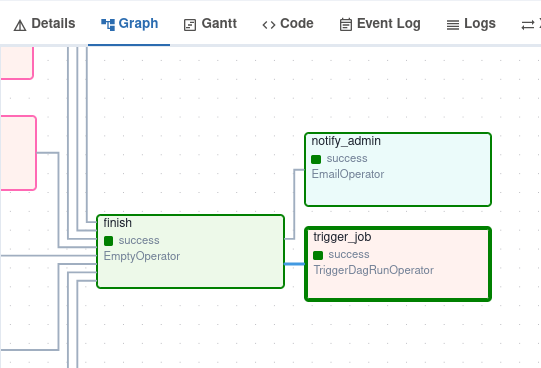 Details Graph Gantt Code Event Log Logs
notify_admin
success
EmailOperator
finish
success
EmptyOperator
trigger_job
success
TriggerDagRunOperator